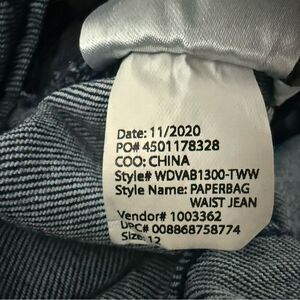 Date: 11/2020
PO# 4501178328
COO: CHINA
Style# WDVAB1300-TWW
Style Name: PAPERBAG
WAIST JEAN
Vendor# 1003362
UPC# 008868758774
Size: 12